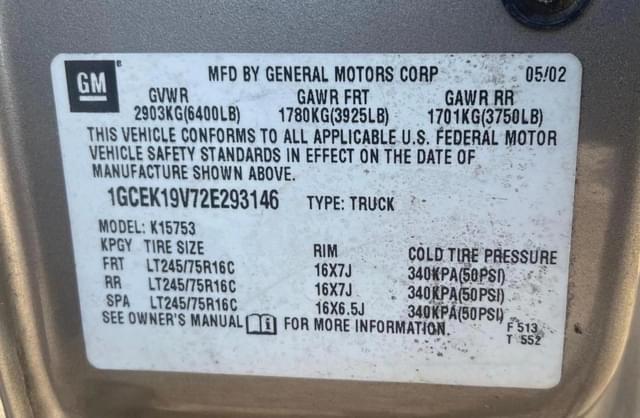 GM ® MFD BY GENERAL MOTORS CORP 05/02
GVWR GAWR FRT GAWR RR
2903KG(6400LB) 1780KG(3925LB) 1701KG(3750LB)
THIS VEHICLE CONFORMS TO ALL APPLICABLE U.S. FEDERAL MOTOR
VEHICLE SAFETY STANDARDS IN EFFECT ON THE DATE OF
MANUFACTURE SHOWN ABOVE.
1GCEK19V72E293146 TYPE: TRUCK
MODEL: K15753
KPGY TIRE SIZE RIM COLD TIRE PRESSURE
FRT LT245/75R16C 16X7J 340KPA(50PSI)
RR LT245/75R16C 16X7J 340KPA(50PSI)
SPA LT245/75R16C 16X6.5J 340KPA(50PSI)
SEE OWNER'S MANUAL FOR MORE INFORMATION. F 513
T 552